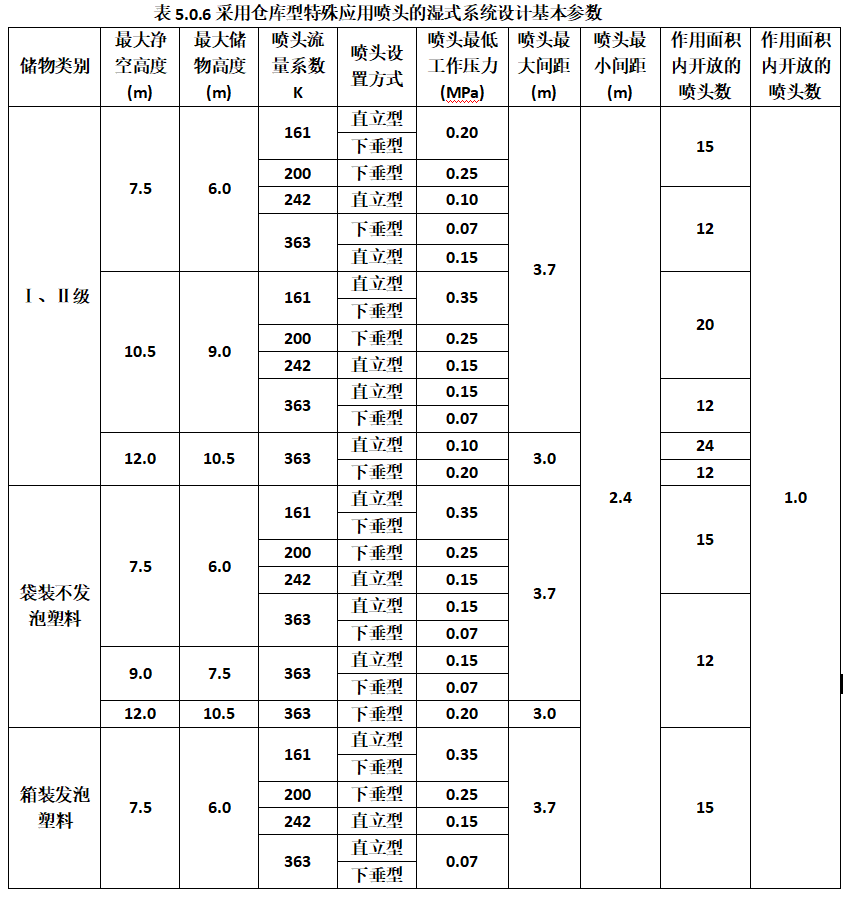 表 5.0.6 采用仓库型特殊应用喷头的湿式系统设计基本参数
储物类别 最大净空高度(m) 最大储物高度(m) 喷头流量系数K 喷头设置方式 喷头最低工作压力(MPa) 喷头最大间距(m) 喷头最小间距(m) 作用面积内开放的喷头数 作用面积内开放的喷头数
Ⅰ、Ⅱ级 7.5 6.0 161 直立型 0.20 3.7 2.4 15 1.0
下垂型
200 下垂型 0.25
242 直立型 0.10 12
363 下垂型 0.07
直立型 0.15
10.5 9.0 161 直立型 0.35 20
下垂型
200 下垂型 0.25
242 直立型 0.15
363 直立型 0.15 12
下垂型 0.07
12.0 10.5 363 直立型 0.10 3.0 24
下垂型 0.20 12
袋装不发泡塑料 7.5 6.0 161 直立型 0.35 3.7 15
下垂型
200 下垂型 0.25
242 直立型 0.15
363 直立型 0.15 12
下垂型 0.07
9.0 7.5 363 直立型 0.15
下垂型 0.07
12.0 10.5 363 下垂型 0.20 3.0
箱装发泡塑料 7.5 6.0 161 直立型 0.35 3.7 15
下垂型
200 下垂型 0.25
242 直立型 0.15
363 直立型 0.07
下垂型